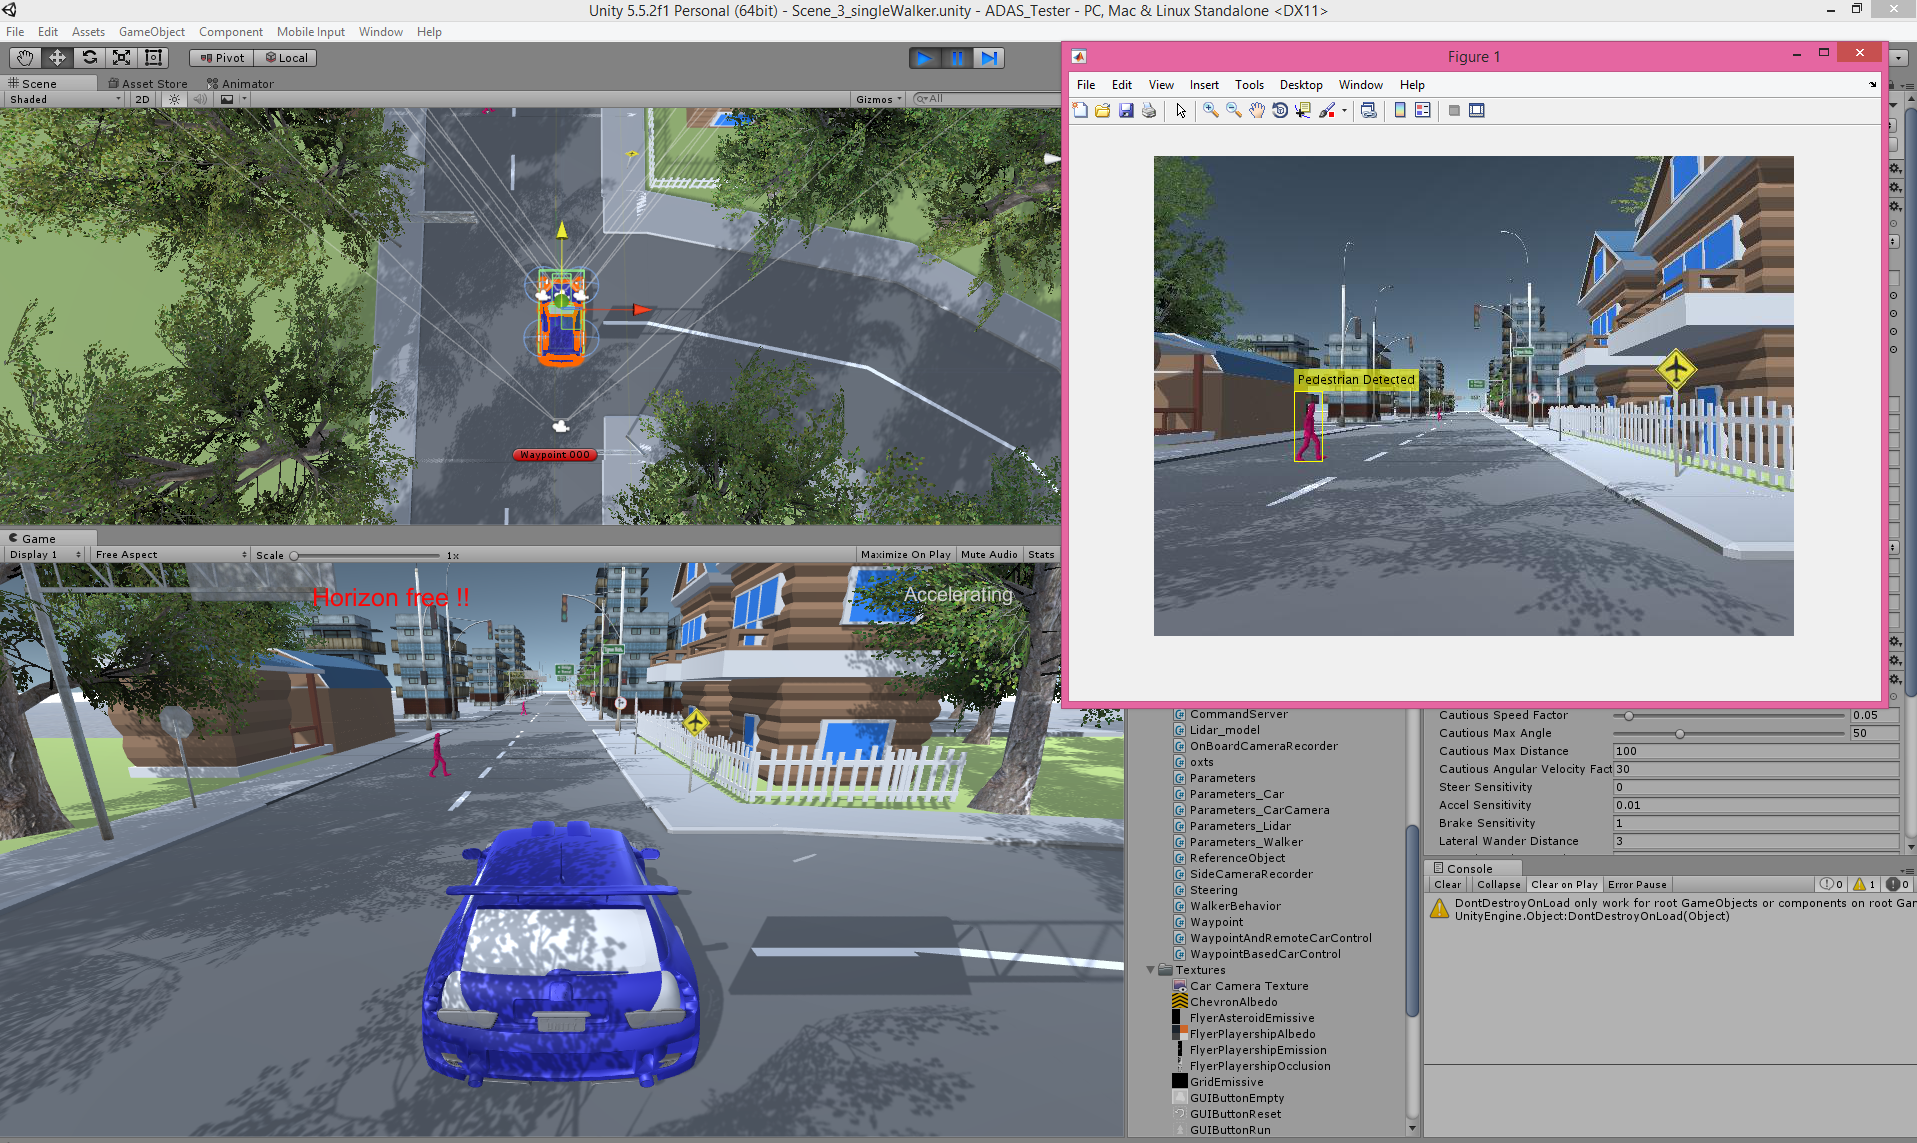 Unity 5.5.2f1 Personal (64bit) - Scene_3_singleWalker.unity - ADAS_Tester - PC, Mac & Linux Standalone <DX11>
File Edit Assets GameObject Component Mobile Input Window Help
Pivot Local
Scene Asset Store Animator
Shaded 2D Gizmos All
Waypoint 000
Game
Display 1 Free Aspect Scale 1x Maximize On Play Mute Audio Stats
Horizon free !!
Accelerating
Figure 1
File Edit View Insert Tools Desktop Window Help
Pedestrian Detected
CommandServer
Lidar_model
OnBoardCameraRecorder
oxts
Parameters
Parameters_Car
Parameters_CarCamera
Parameters_Lidar
Parameters_Walker
ReferenceObject
SideCameraRecorder
Steering
WalkerBehavior
Waypoint
WaypointAndRemoteCarControl
WaypointBasedCarControl
Textures
Car Camera Texture
ChevronAlbedo
FlyerAsteroidEmissive
FlyerPlayershipAlbedo
FlyerPlayershipEmission
FlyerPlayershipOcclusion
GridEmissive
GUIButtonEmpty
GUIButtonReset
GUIButtonRun
Cautious Speed Factor 0.05
Cautious Max Angle 50
Cautious Max Distance 100
Cautious Angular Velocity Fact 30
Steer Sensitivity 0
Accel Sensitivity 0.01
Brake Sensitivity 1
Lateral Wander Distance 3
Console
Clear Collapse Clear on Play Error Pause 0 1 0
DontDestroyOnLoad only work for root GameObjects or components on root Gar
UnityEngine.Object:DontDestroyOnLoad(Object)